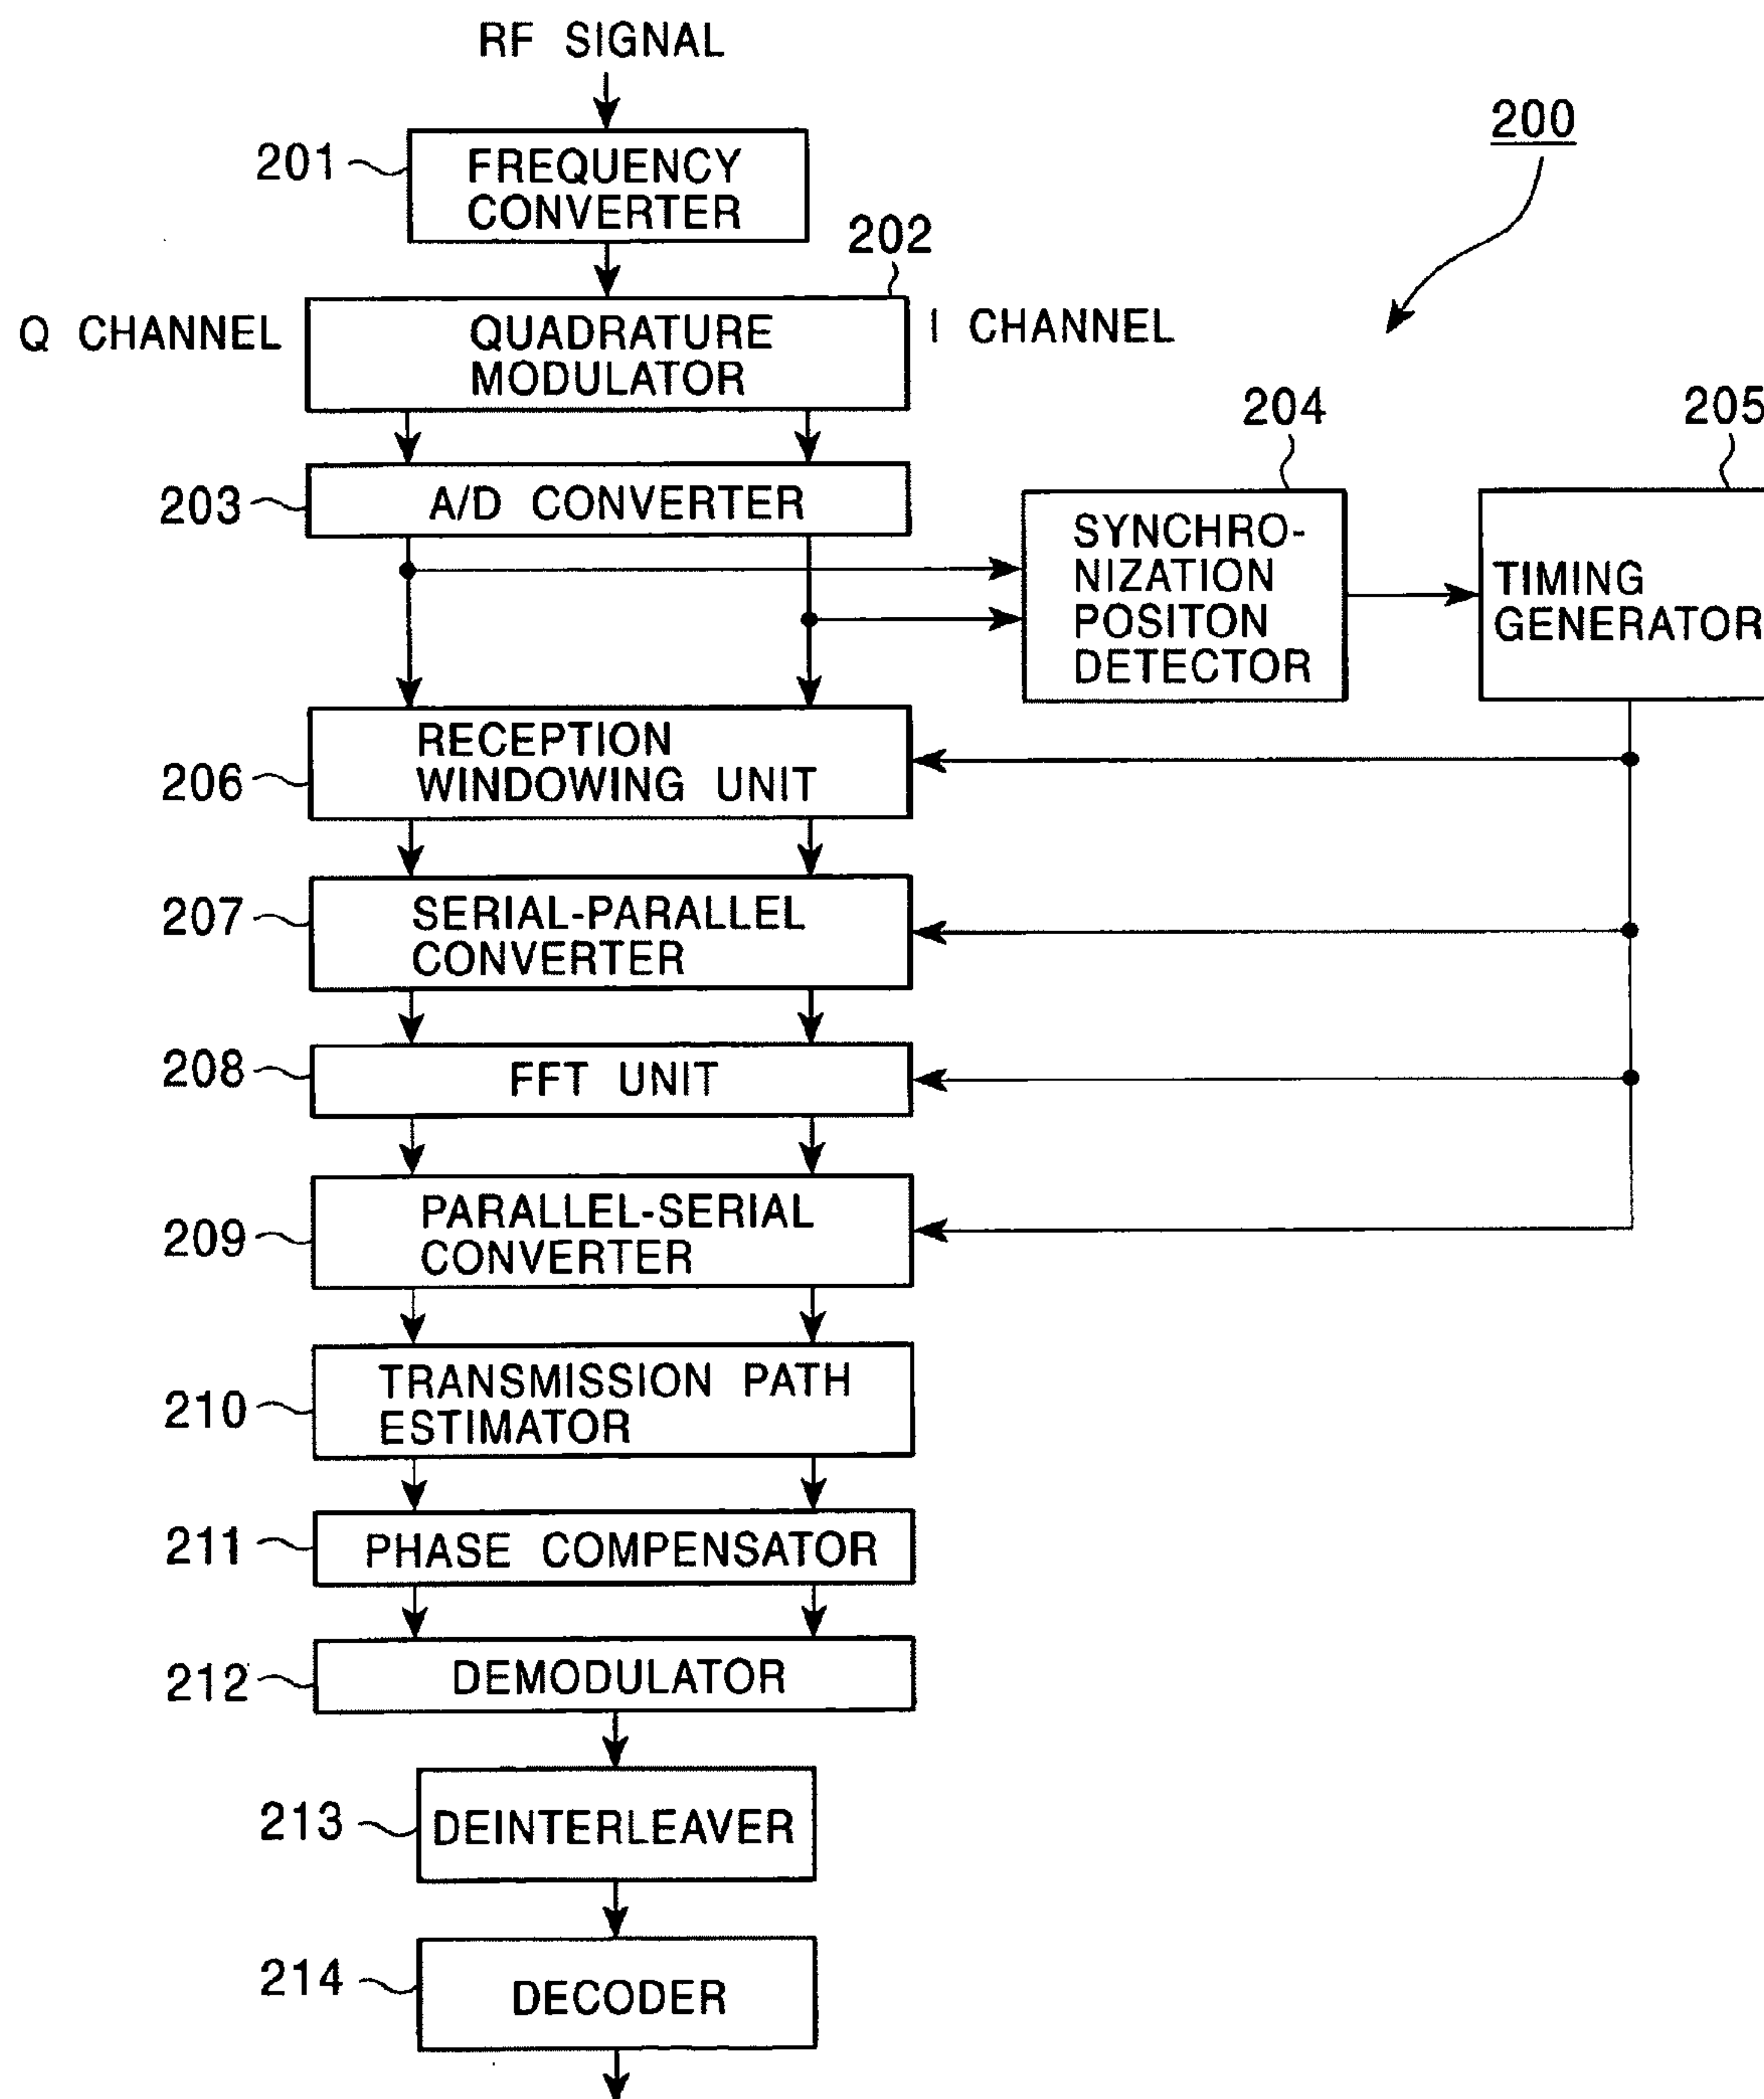 RF SIGNAL
200
201
FREQUENCY
CONVERTER
202
Q CHANNEL
QUADRATURE
MODULATOR
I CHANNEL
204
205
203
A/D CONVERTER
SYNCHRO-
NIZATION
POSITON
DETECTOR
TIMING
GENERATOR
206
RECEPTION
WINDOWING UNIT
207
SERIAL-PARALLEL
CONVERTER
208
FFT UNIT
209
PARALLEL-SERIAL
CONVERTER
210
TRANSMISSION PATH
ESTIMATOR
211
PHASE COMPENSATOR
212
DEMODULATOR
213
DEINTERLEAVER
214
DECODER